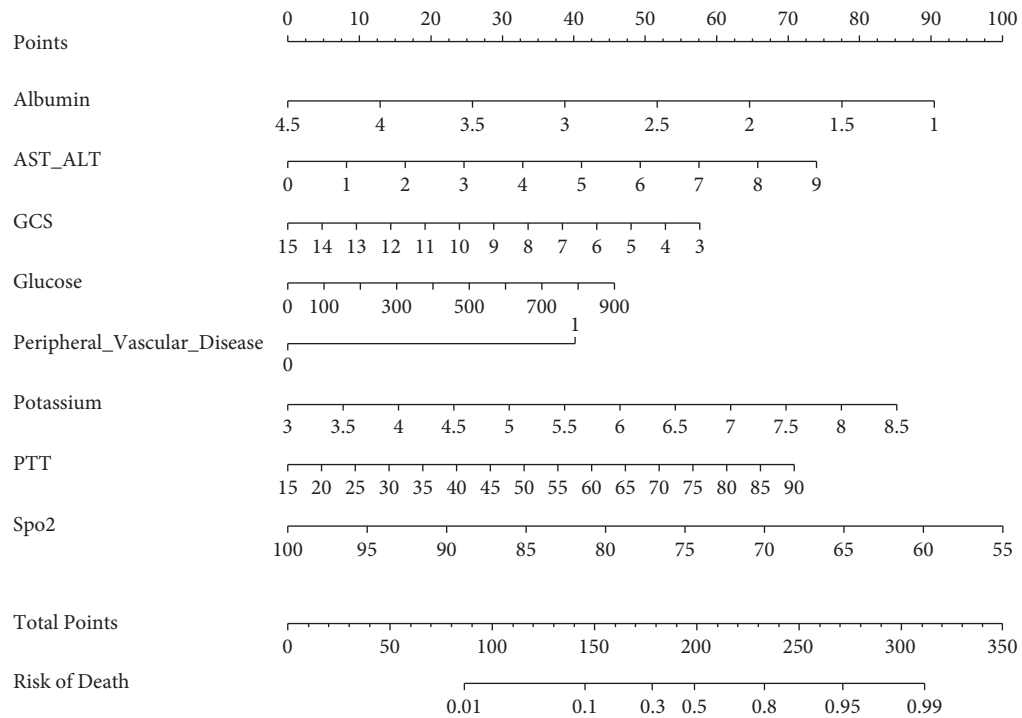 0 10 20 30 40 50 60 70 80 90 100
Points
Albumin
4.5 4 3.5 3 2.5 2 1.5 1
AST_ALT
0 1 2 3 4 5 6 7 8 9
GCS
15 14 13 12 11 10 9 8 7 6 5 4 3
Glucose
0 100 300 500 700 900
1
Peripheral_Vascular_Disease
0
Potassium
3 3.5 4 4.5 5 5.5 6 6.5 7 7.5 8 8.5
PTT
15 20 25 30 35 40 45 50 55 60 65 70 75 80 85 90
Spo2
100 95 90 85 80 75 70 65 60 55
Total Points
0 50 100 150 200 250 300 350
Risk of Death
0.01 0.1 0.3 0.5 0.8 0.95 0.99